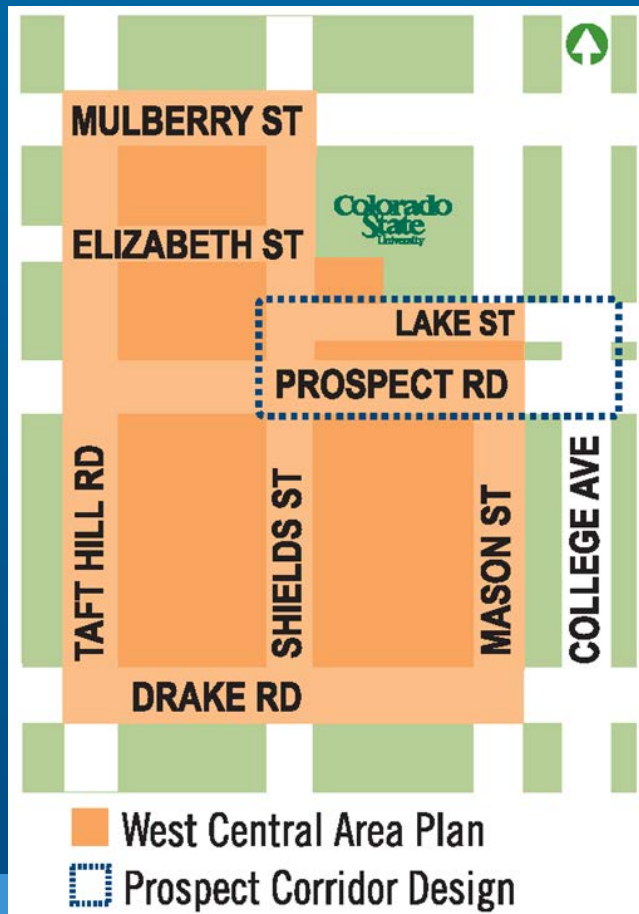 MULBERRY ST
Colorado
State
University
ELIZABETH ST
LAKE ST
PROSPECT RD
TAFT HILL RD
SHIELDS ST
MASON ST
COLLEGE AVE
DRAKE RD
West Central Area Plan
Prospect Corridor Design